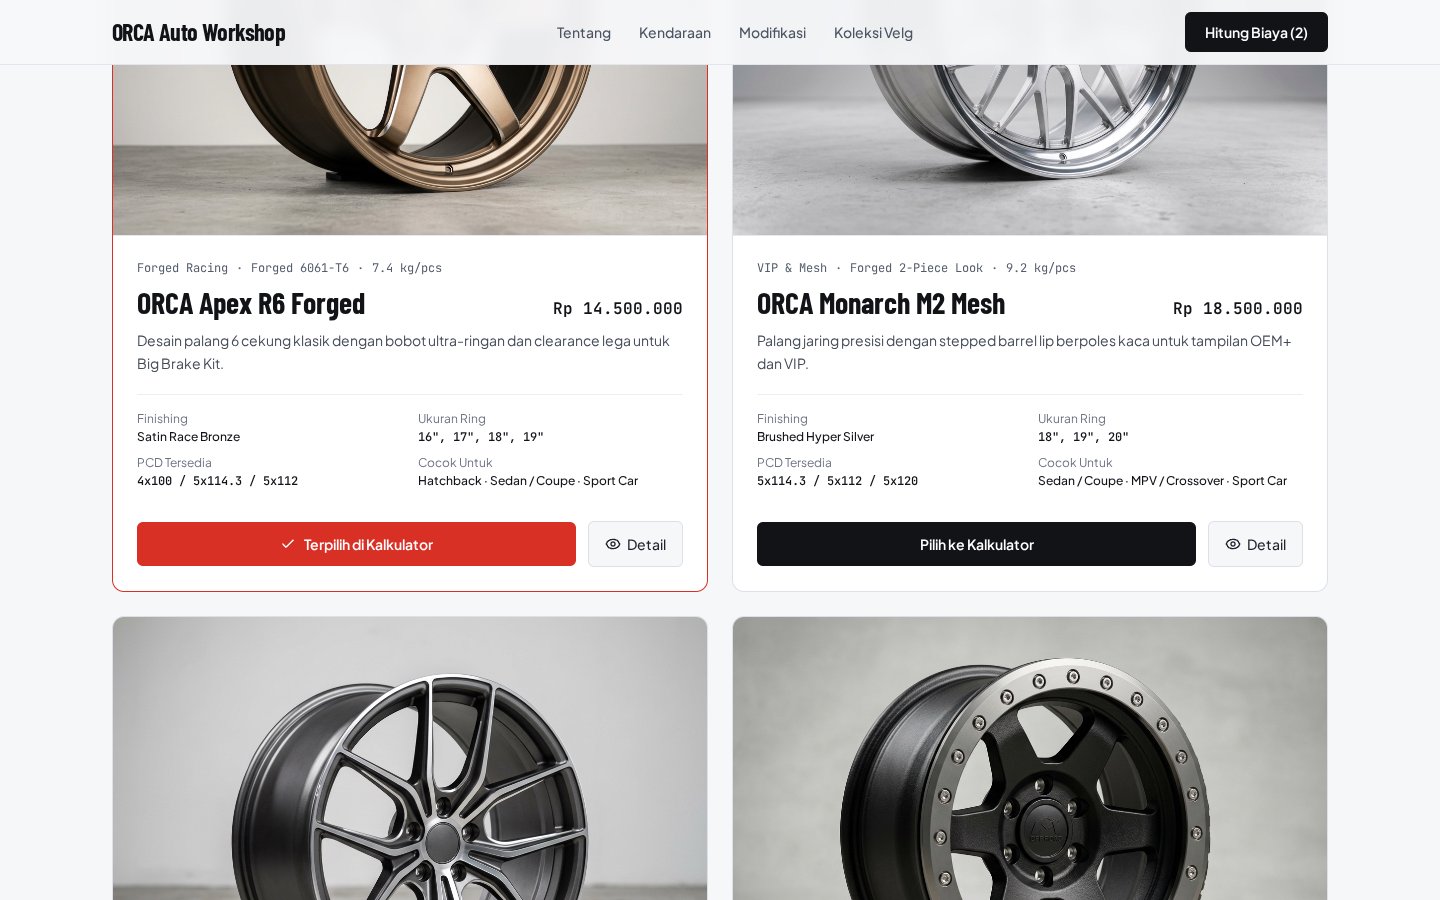 ORCA Auto Workshop
Tentang
Kendaraan
Modifikasi
Koleksi Velg
Hitung Biaya (2)
Forged Racing · Forged 6061-T6 · 7.4 kg/pcs
ORCA Apex R6 Forged
Rp 14.500.000
Desain palang 6 cekung klasik dengan bobot ultra-ringan dan clearance lega untuk
Big Brake Kit.
Finishing
Satin Race Bronze
Ukuran Ring
16", 17", 18", 19"
PCD Tersedia
4x100 / 5x114.3 / 5x112
Cocok Untuk
Hatchback · Sedan / Coupe · Sport Car
Terpilih di Kalkulator
Detail
VIP & Mesh · Forged 2-Piece Look · 9.2 kg/pcs
ORCA Monarch M2 Mesh
Rp 18.500.000
Palang jaring presisi dengan stepped barrel lip berpoles kaca untuk tampilan OEM+
dan VIP.
Finishing
Brushed Hyper Silver
Ukuran Ring
18", 19", 20"
PCD Tersedia
5x114.3 / 5x112 / 5x120
Cocok Untuk
Sedan / Coupe · MPV / Crossover · Sport Car
Pilih ke Kalkulator
Detail